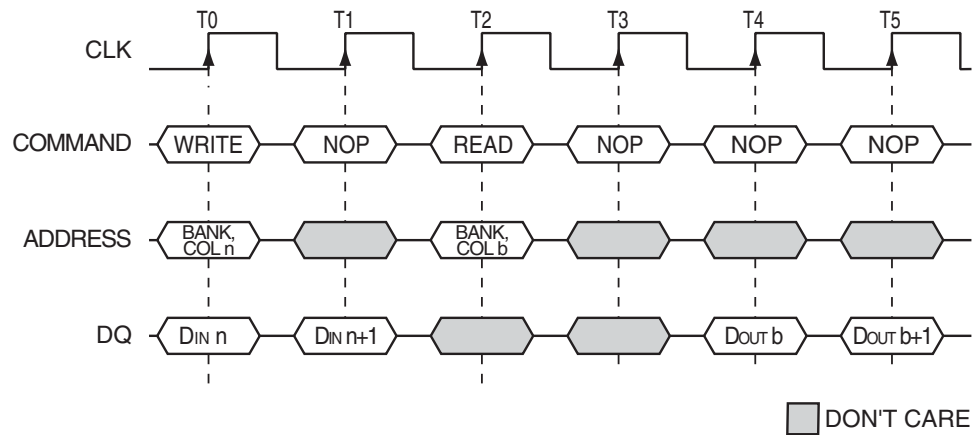 T0 T1 T2 T3 T4 T5
CLK
COMMAND WRITE NOP READ NOP NOP NOP
ADDRESS BANK, COL n BANK, COL b
DQ DIN n DIN n+1 DOUT b DOUT b+1
DON'T CARE